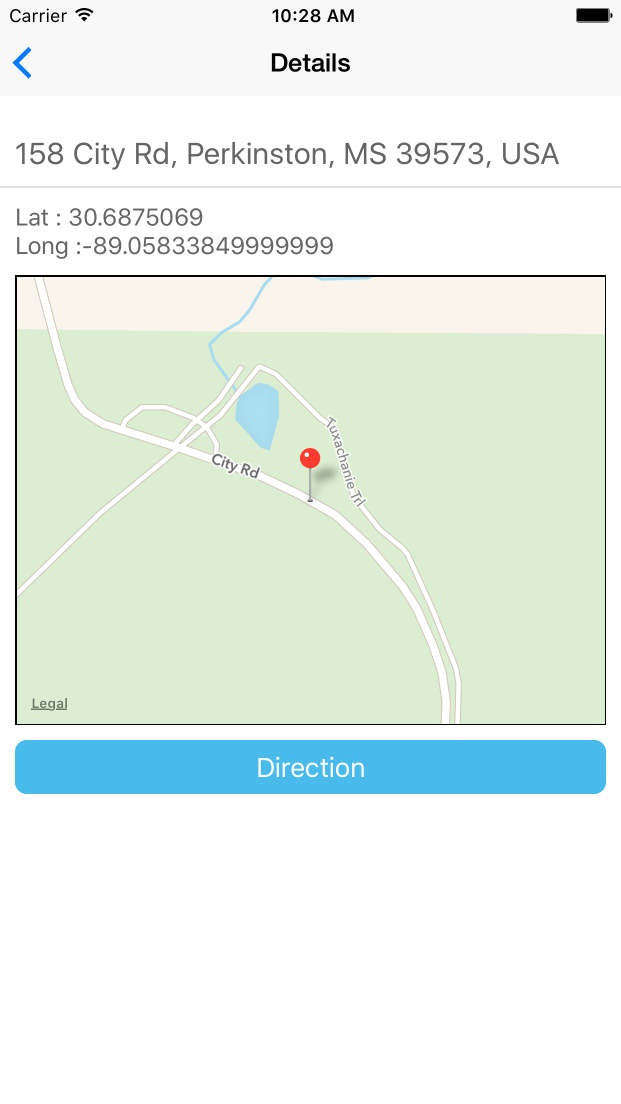 Carrier 10:28 AM
Details
158 City Rd, Perkinston, MS 39573, USA
Lat : 30.6875069
Long :-89.05833849999999
Tuxachanie Trl
City Rd
Legal
Direction